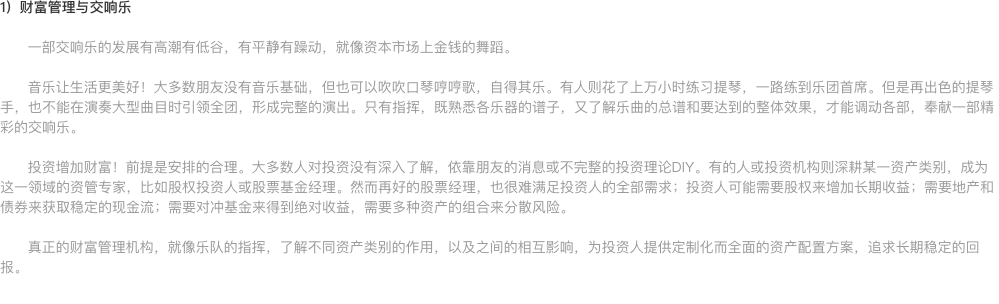 1）财富管理与交响乐
一部交响乐的发展有高潮有低谷，有平静有躁动，就像资本市场上金钱的舞蹈。
音乐让生活更美好！大多数朋友没有音乐基础，但也可以吹吹口琴哼哼歌，自得其乐。有人则花了上万小时练习提琴，一路练到乐团首席。但是再出色的提琴
手，也不能在演奏大型曲目时引领全团，形成完整的演出。只有指挥，既熟悉各乐器的谱子，又了解乐曲的总谱和要达到的整体效果，才能调动各部，奉献一部精
彩的交响乐。
投资增加财富！前提是安排的合理。大多数人对投资没有深入了解，依靠朋友的消息或不完整的投资理论DIY。有的人或投资机构则深耕某一资产类别，成为
这一领域的资管专家，比如股权投资人或股票基金经理。然而再好的股票经理，也很难满足投资人的全部需求；投资人可能需要股权来增加长期收益；需要地产和
债券来获取稳定的现金流；需要对冲基金来得到绝对收益，需要多种资产的组合来分散风险。
真正的财富管理机构，就像乐队的指挥，了解不同资产类别的作用，以及之间的相互影响，为投资人提供定制化而全面的资产配置方案，追求长期稳定的回
报。